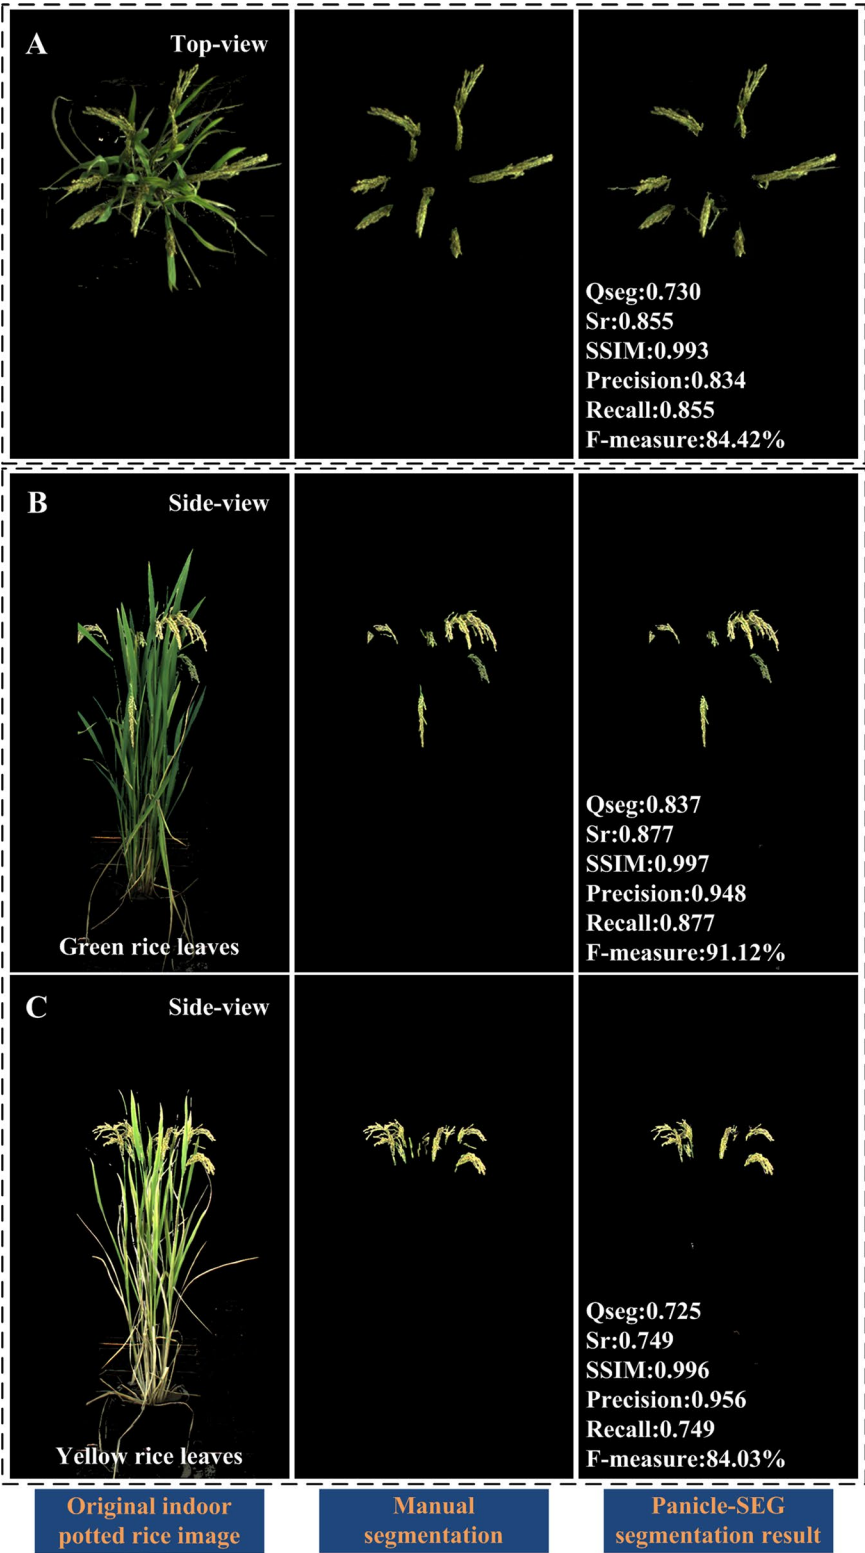 A
Top-view
Qseg:0.730
Sr:0.855
SSIM:0.993
Precision:0.834
Recall:0.855
F-measure:84.42%
B
Side-view
Green rice leaves
Qseg:0.837
Sr:0.877
SSIM:0.997
Precision:0.948
Recall:0.877
F-measure:91.12%
C
Side-view
Yellow rice leaves
Qseg:0.725
Sr:0.749
SSIM:0.996
Precision:0.956
Recall:0.749
F-measure:84.03%
Original indoor
potted rice image
Manual
segmentation
Panicle-SEG
segmentation result